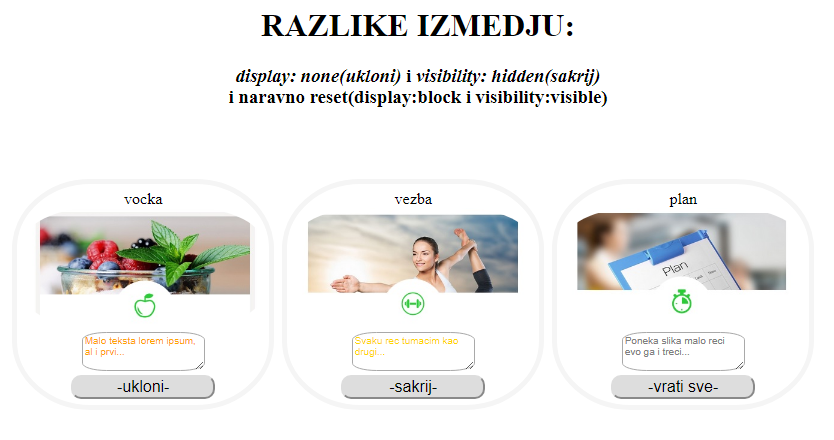 RAZLIKE IZMEDJU:
display: none(ukloni) i visibility: hidden(sakrij)
i naravno reset(display:block i visibility:visible)
vocka
vezba
plan
Plan
Malo teksta lorem ipsum,
al i prvi...
Svaku rec tumacim kao
drugi...
Poneka slika malo reci
evo ga i treci...
-ukloni-
-sakrij-
-vrati sve-